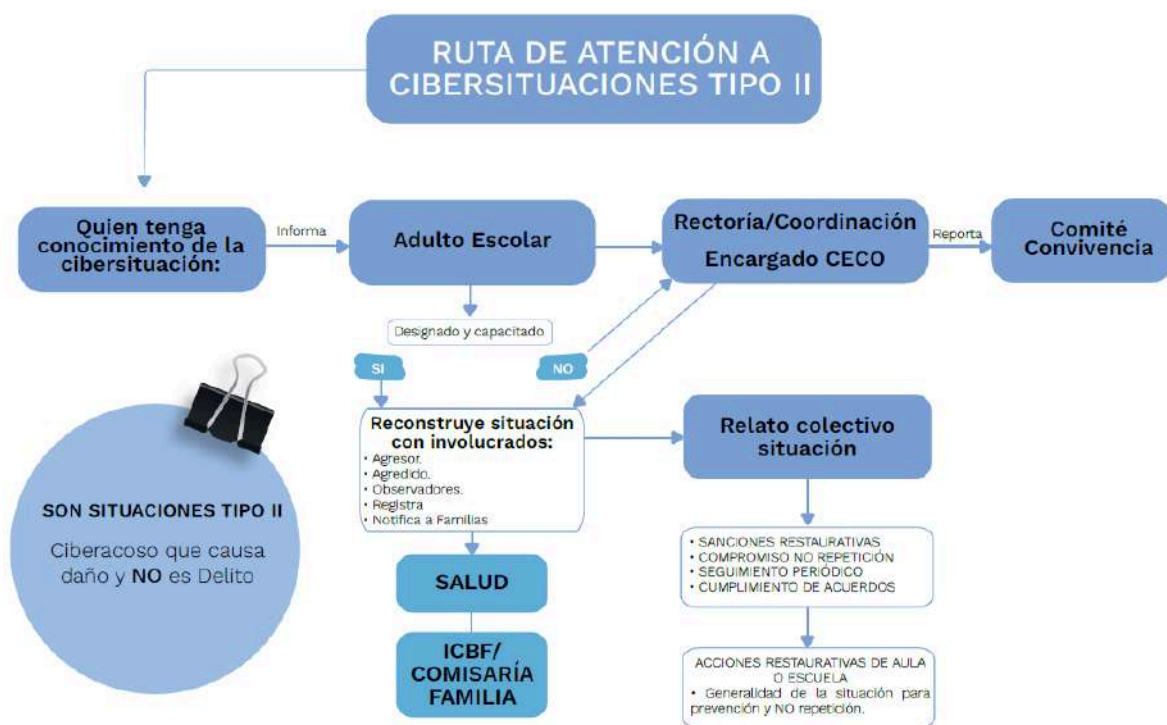 RUTA DE ATENCIÓN A
CIBERSITUACIONES TIPO II
Quien tenga
conocimiento de la
cibersituación:
Informa
Adulto Escolar
Rectoría/Coordinación
Encargado CECO
Reporta
Comité
Convivencia
Designado y capacitado
SI
NO
Reconstruye situación
con involucrados:
• Agresor.
• Agredido.
• Observadores.
• Registra
• Notifica a Familias
Relato colectivo
situación
SON SITUACIONES TIPO II
Ciberacoso que causa
daño y NO es Delito
SALUD
ICBF/
COMISARÍA
FAMILIA
• SANCIONES RESTAURATIVAS
• COMPROMISO NO REPETICIÓN
• SEGUIMIENTO PERIÓDICO
• CUMPLIMIENTO DE ACUERDOS
ACCIONES RESTAURATIVAS DE AULA
O ESCUELA
• Generalidad de la situación para
prevención y NO repetición.